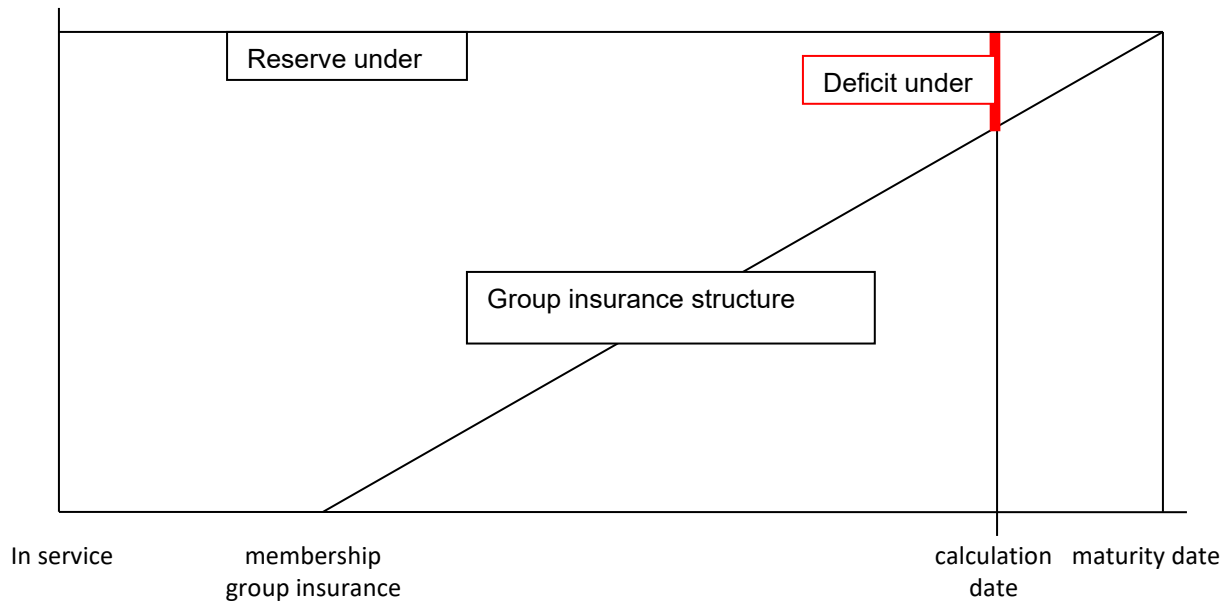 Reserve under
Deficit under
Group insurance structure
In service
membership
group insurance
calculation
date
maturity date